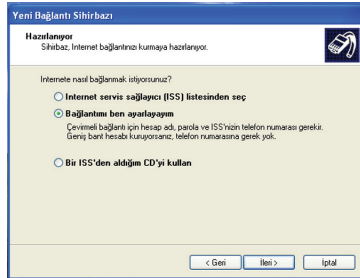 Yeni Bağlantı Sihirbazı
Hazırlanıyor
Sihirbaz, Internet bağlantınızı kurmaya hazırlanıyor.
Internete nasıl bağlanmak istiyorsunuz?
Internet servis sağlayıcı (ISS) listesinden seç
Bağlantımı ben ayarlayayım
Çevirmeli bağlantı için hesap adı, parola ve ISS'nizin telefon numarası gerekir.
Geniş bant hesabı kuruyorsanız, telefon numarasına gerek yok.
Bir ISS'den aldığım CD'yi kullan
< Geri İleri > İptal